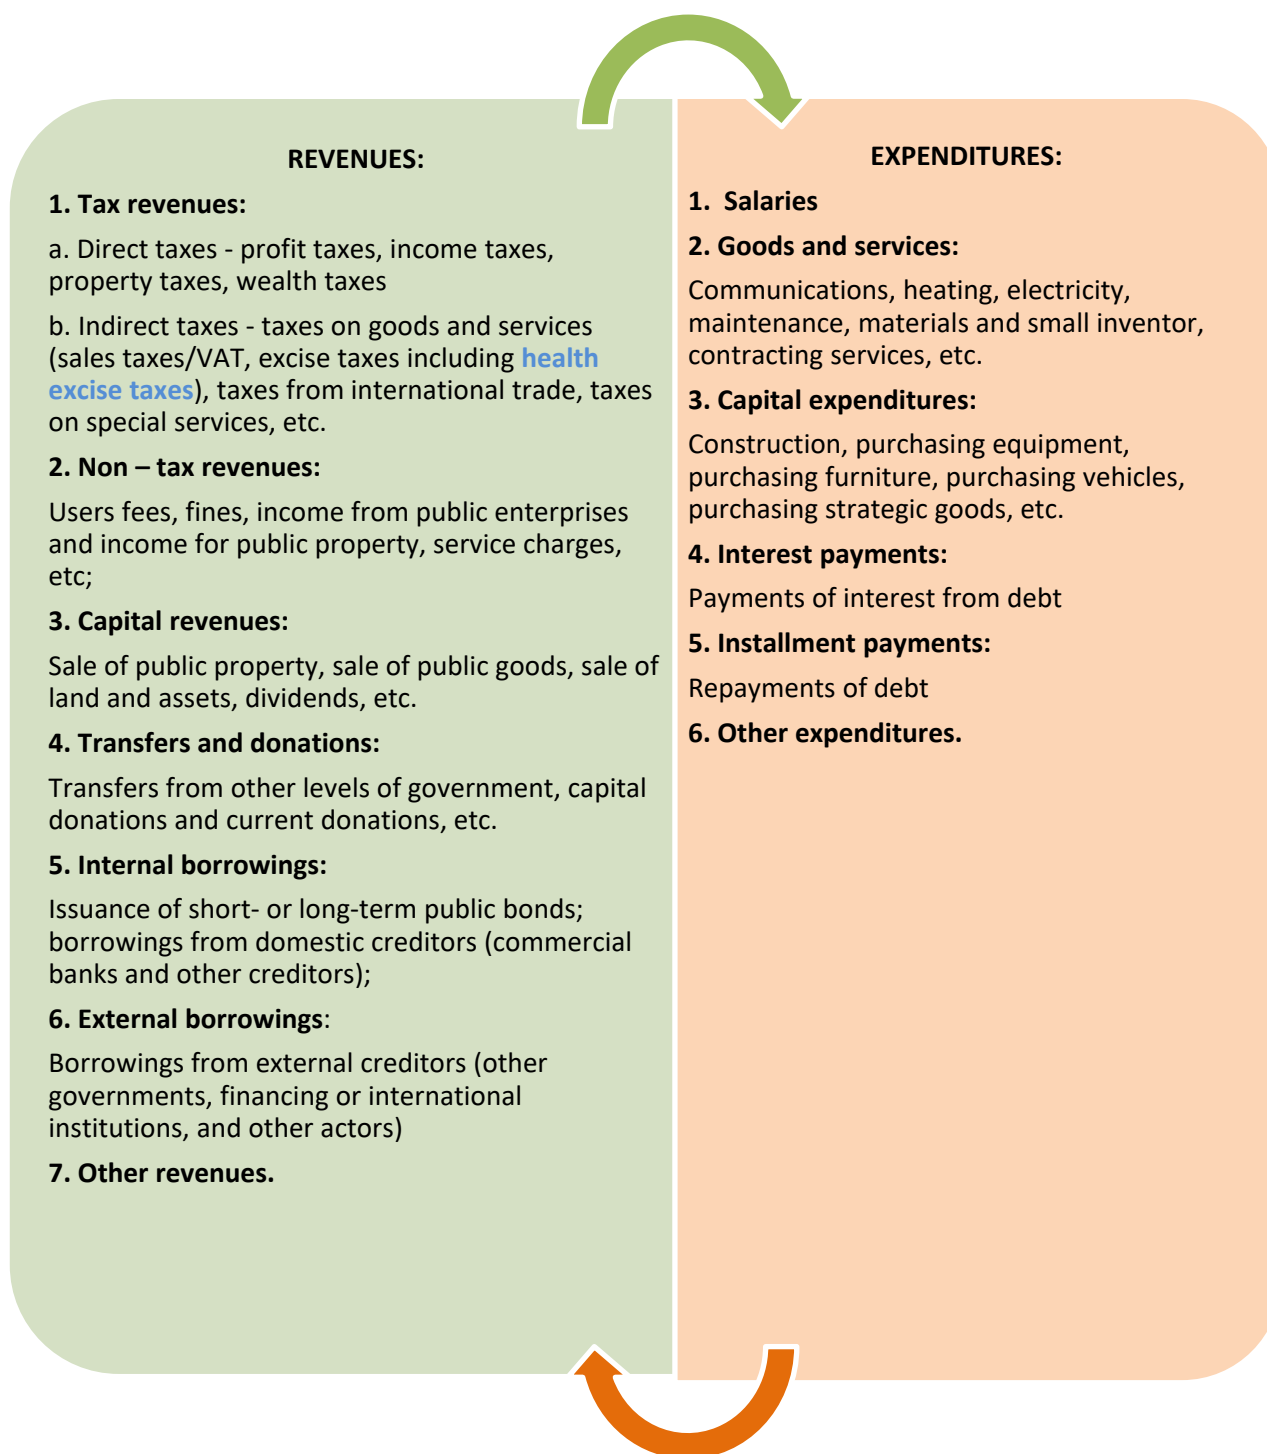 REVENUES:
1. Tax revenues:
a. Direct taxes - profit taxes, income taxes,
property taxes, wealth taxes
b. Indirect taxes - taxes on goods and services
(sales taxes/VAT, excise taxes including health
excise taxes), taxes from international trade, taxes
on special services, etc.
2. Non – tax revenues:
Users fees, fines, income from public enterprises
and income for public property, service charges,
etc;
3. Capital revenues:
Sale of public property, sale of public goods, sale of
land and assets, dividends, etc.
4. Transfers and donations:
Transfers from other levels of government, capital
donations and current donations, etc.
5. Internal borrowings:
Issuance of short- or long-term public bonds;
borrowings from domestic creditors (commercial
banks and other creditors);
6. External borrowings:
Borrowings from external creditors (other
governments, financing or international
institutions, and other actors)
7. Other revenues.
EXPENDITURES:
1. Salaries
2. Goods and services:
Communications, heating, electricity,
maintenance, materials and small inventor,
contracting services, etc.
3. Capital expenditures:
Construction, purchasing equipment,
purchasing furniture, purchasing vehicles,
purchasing strategic goods, etc.
4. Interest payments:
Payments of interest from debt
5. Installment payments:
Repayments of debt
6. Other expenditures.